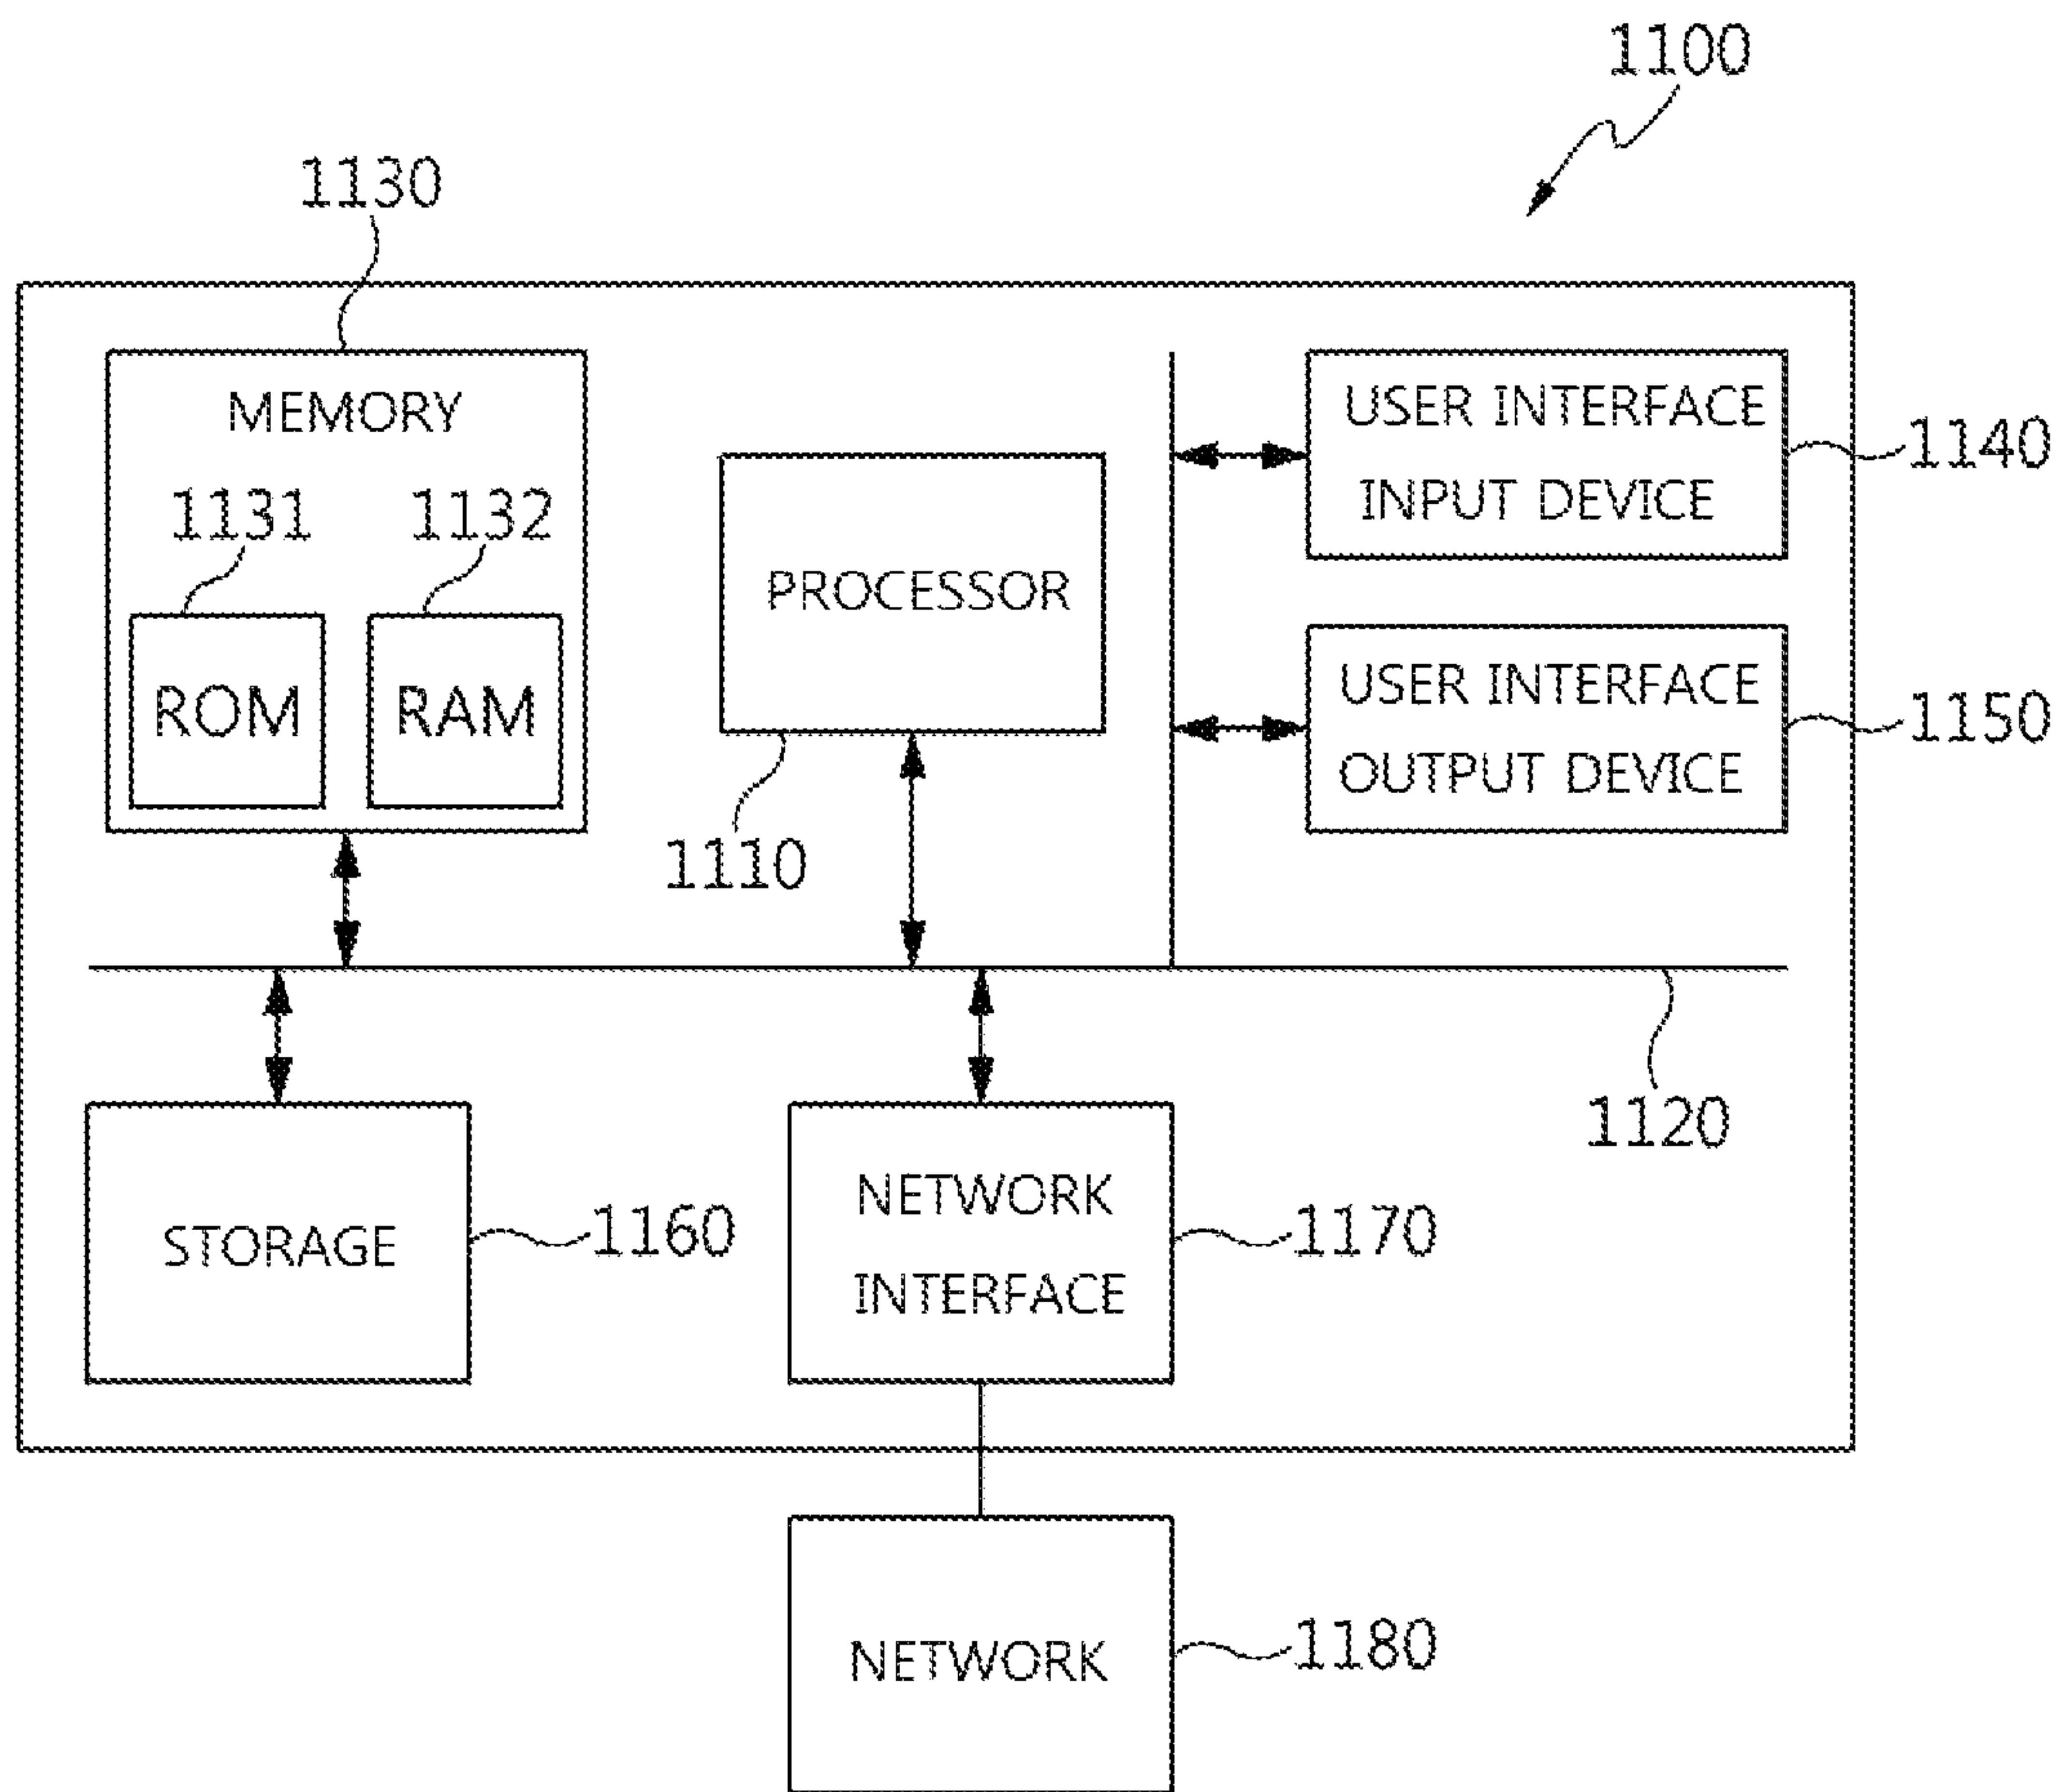 1100
1130
MEMORY
1131
1132
ROM
RAM
PROCESSOR
1110
USER INTERFACE
INPUT DEVICE
1140
USER INTERFACE
OUTPUT DEVICE
1150
1120
STORAGE
1160
NETWORK
INTERFACE
1170
NETWORK
1180